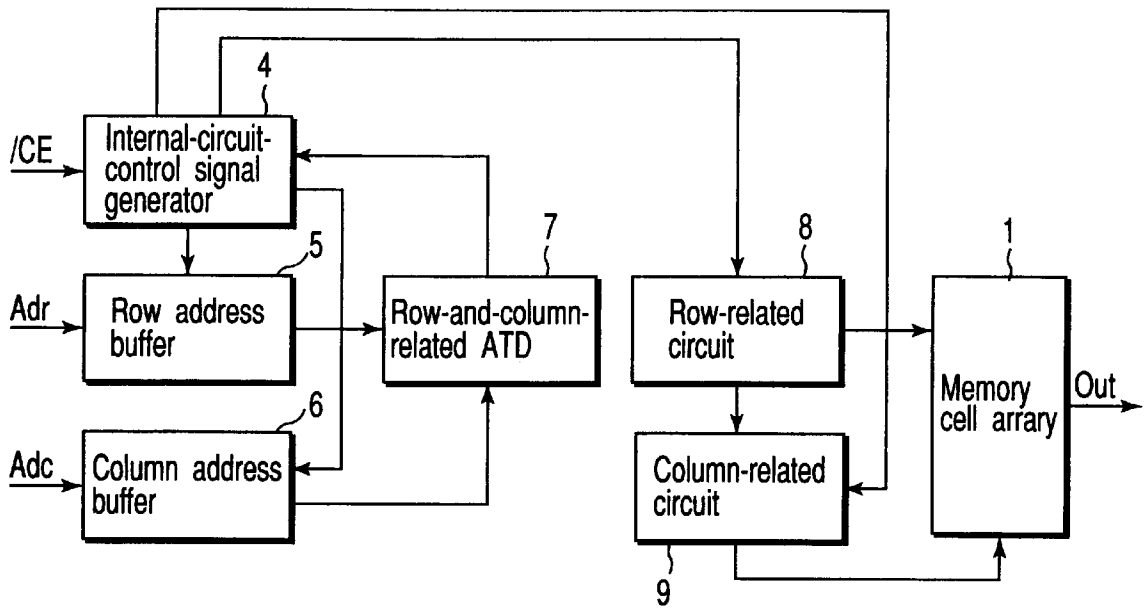 4
/CE
Internal-circuit-
control signal
generator
5
7
8
1
Adr
Row address
buffer
Row-and-column-
related ATD
Row-related
circuit
6
Memory
cell arrary
Out
Adc
Column address
buffer
Column-related
circuit
9